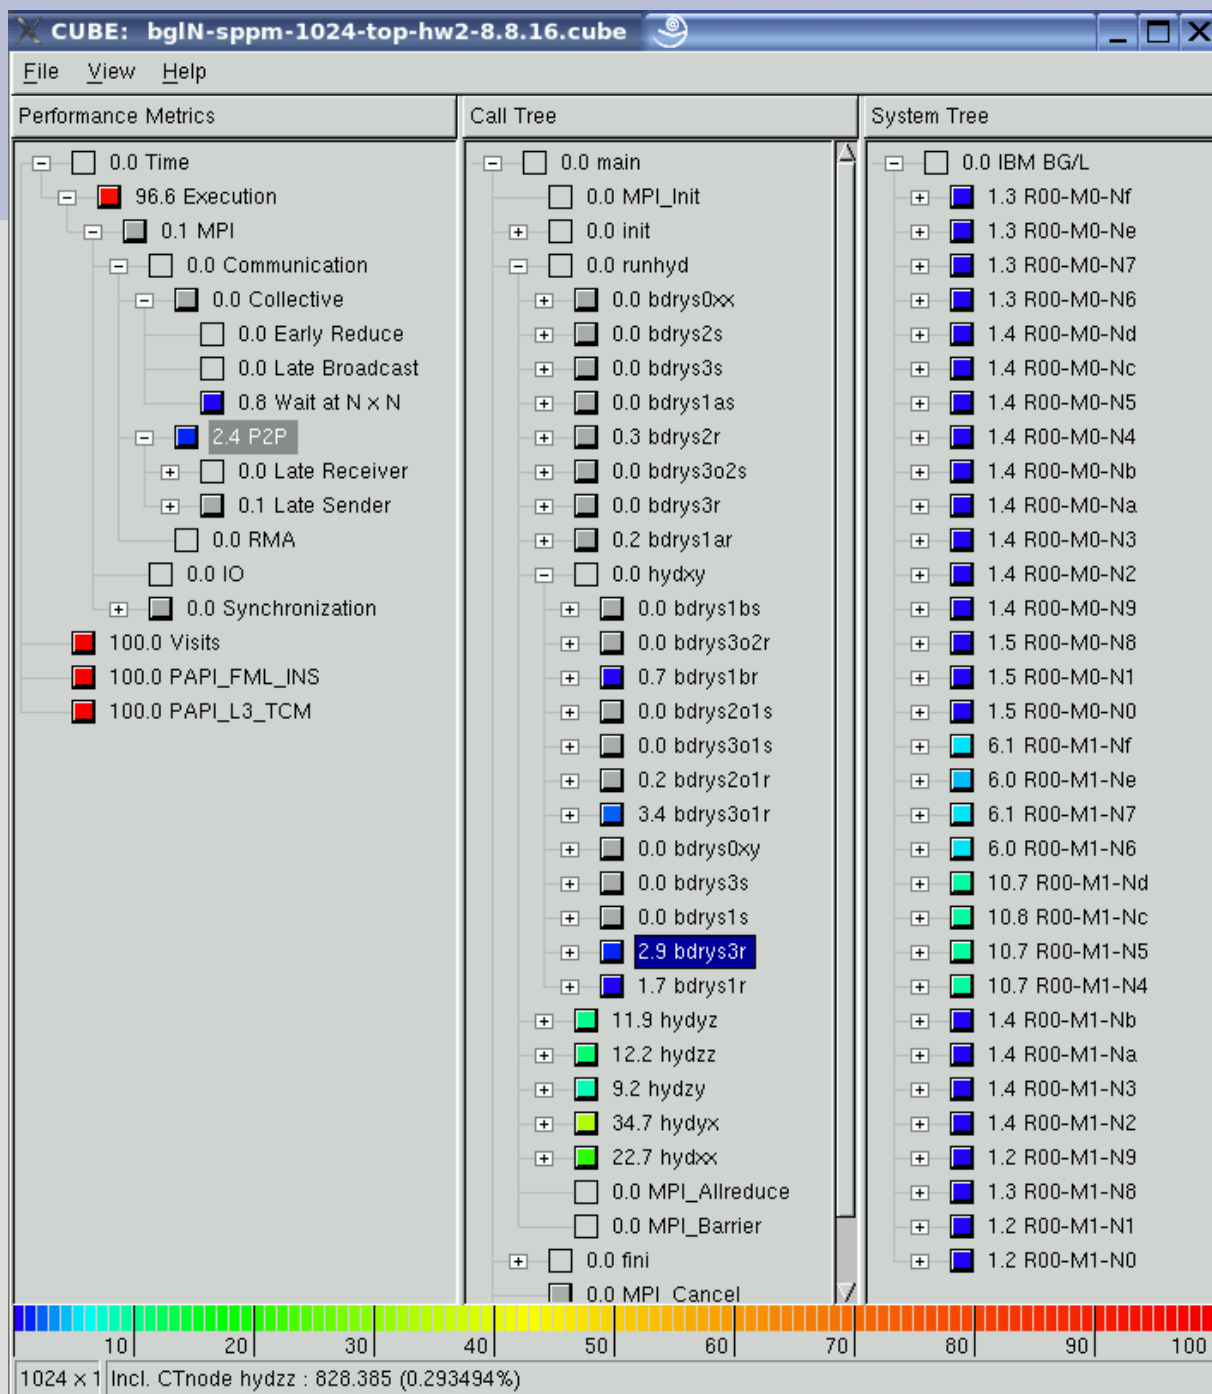 CUBE: bglN-sppm-1024-top-hw2-8.8.16.cube
File View Help
Performance Metrics
0.0 Time
96.6 Execution
0.1 MPI
0.0 Communication
0.0 Collective
0.0 Early Reduce
0.0 Late Broadcast
0.8 Wait at N x N
2.4 P2P
0.0 Late Receiver
0.1 Late Sender
0.0 RMA
0.0 IO
0.0 Synchronization
100.0 Visits
100.0 PAPI_FML_INS
100.0 PAPI_L3_TCM
Call Tree
0.0 main
0.0 MPI_Init
0.0 init
0.0 runhyd
0.0 bdrys0xx
0.0 bdrys2s
0.0 bdrys3s
0.0 bdrys1as
0.3 bdrys2r
0.0 bdrys3o2s
0.0 bdrys3r
0.2 bdrys1ar
0.0 hydxy
0.0 bdrys1bs
0.0 bdrys3o2r
0.7 bdrys1br
0.0 bdrys2o1s
0.0 bdrys3o1s
0.2 bdrys2o1r
3.4 bdrys3o1r
0.0 bdrys0xy
0.0 bdrys3s
0.0 bdrys1s
2.9 bdrys3r
1.7 bdrys1r
11.9 hydyz
12.2 hydzz
9.2 hydzy
34.7 hydyx
22.7 hydxx
0.0 MPI_Allreduce
0.0 MPI_Barrier
0.0 fini
0.0 MPI_Cancel
System Tree
0.0 IBM BG/L
1.3 R00-M0-Nf
1.3 R00-M0-Ne
1.3 R00-M0-N7
1.3 R00-M0-N6
1.4 R00-M0-Nd
1.4 R00-M0-Nc
1.4 R00-M0-N5
1.4 R00-M0-N4
1.4 R00-M0-Nb
1.4 R00-M0-Na
1.4 R00-M0-N3
1.4 R00-M0-N2
1.4 R00-M0-N9
1.5 R00-M0-N8
1.5 R00-M0-N1
1.5 R00-M0-N0
6.1 R00-M1-Nf
6.0 R00-M1-Ne
6.1 R00-M1-N7
6.0 R00-M1-N6
10.7 R00-M1-Nd
10.8 R00-M1-Nc
10.7 R00-M1-N5
10.7 R00-M1-N4
1.4 R00-M1-Nb
1.4 R00-M1-Na
1.4 R00-M1-N3
1.4 R00-M1-N2
1.2 R00-M1-N9
1.3 R00-M1-N8
1.2 R00-M1-N1
1.2 R00-M1-N0
10 20 30 40 50 60 70 80 90 100
1024 x 1 Incl. CTnode hydzz : 828.385 (0.293494%)